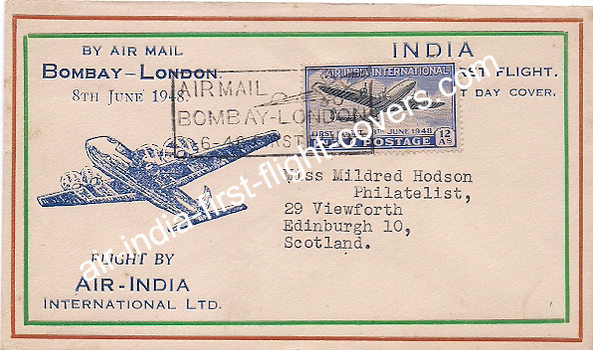 BY AIR MAIL
BOMBAY-LONDON.
8TH JUNE 1948.
INDIA
FLIGHT.
DAY COVER,
AIR MAIL
BOMBAY-LONDON
AIR INDIA INTERNATIONAL
JUNE 1948
12 AS
POSTAGE
Miss Mildred Hodson
Philatelist,
29 Viewforth
Edinburgh 10,
Scotland.
FLIGHT BY
AIR-INDIA
INTERNATIONAL LTD.
air-india-first-flight-covers.com